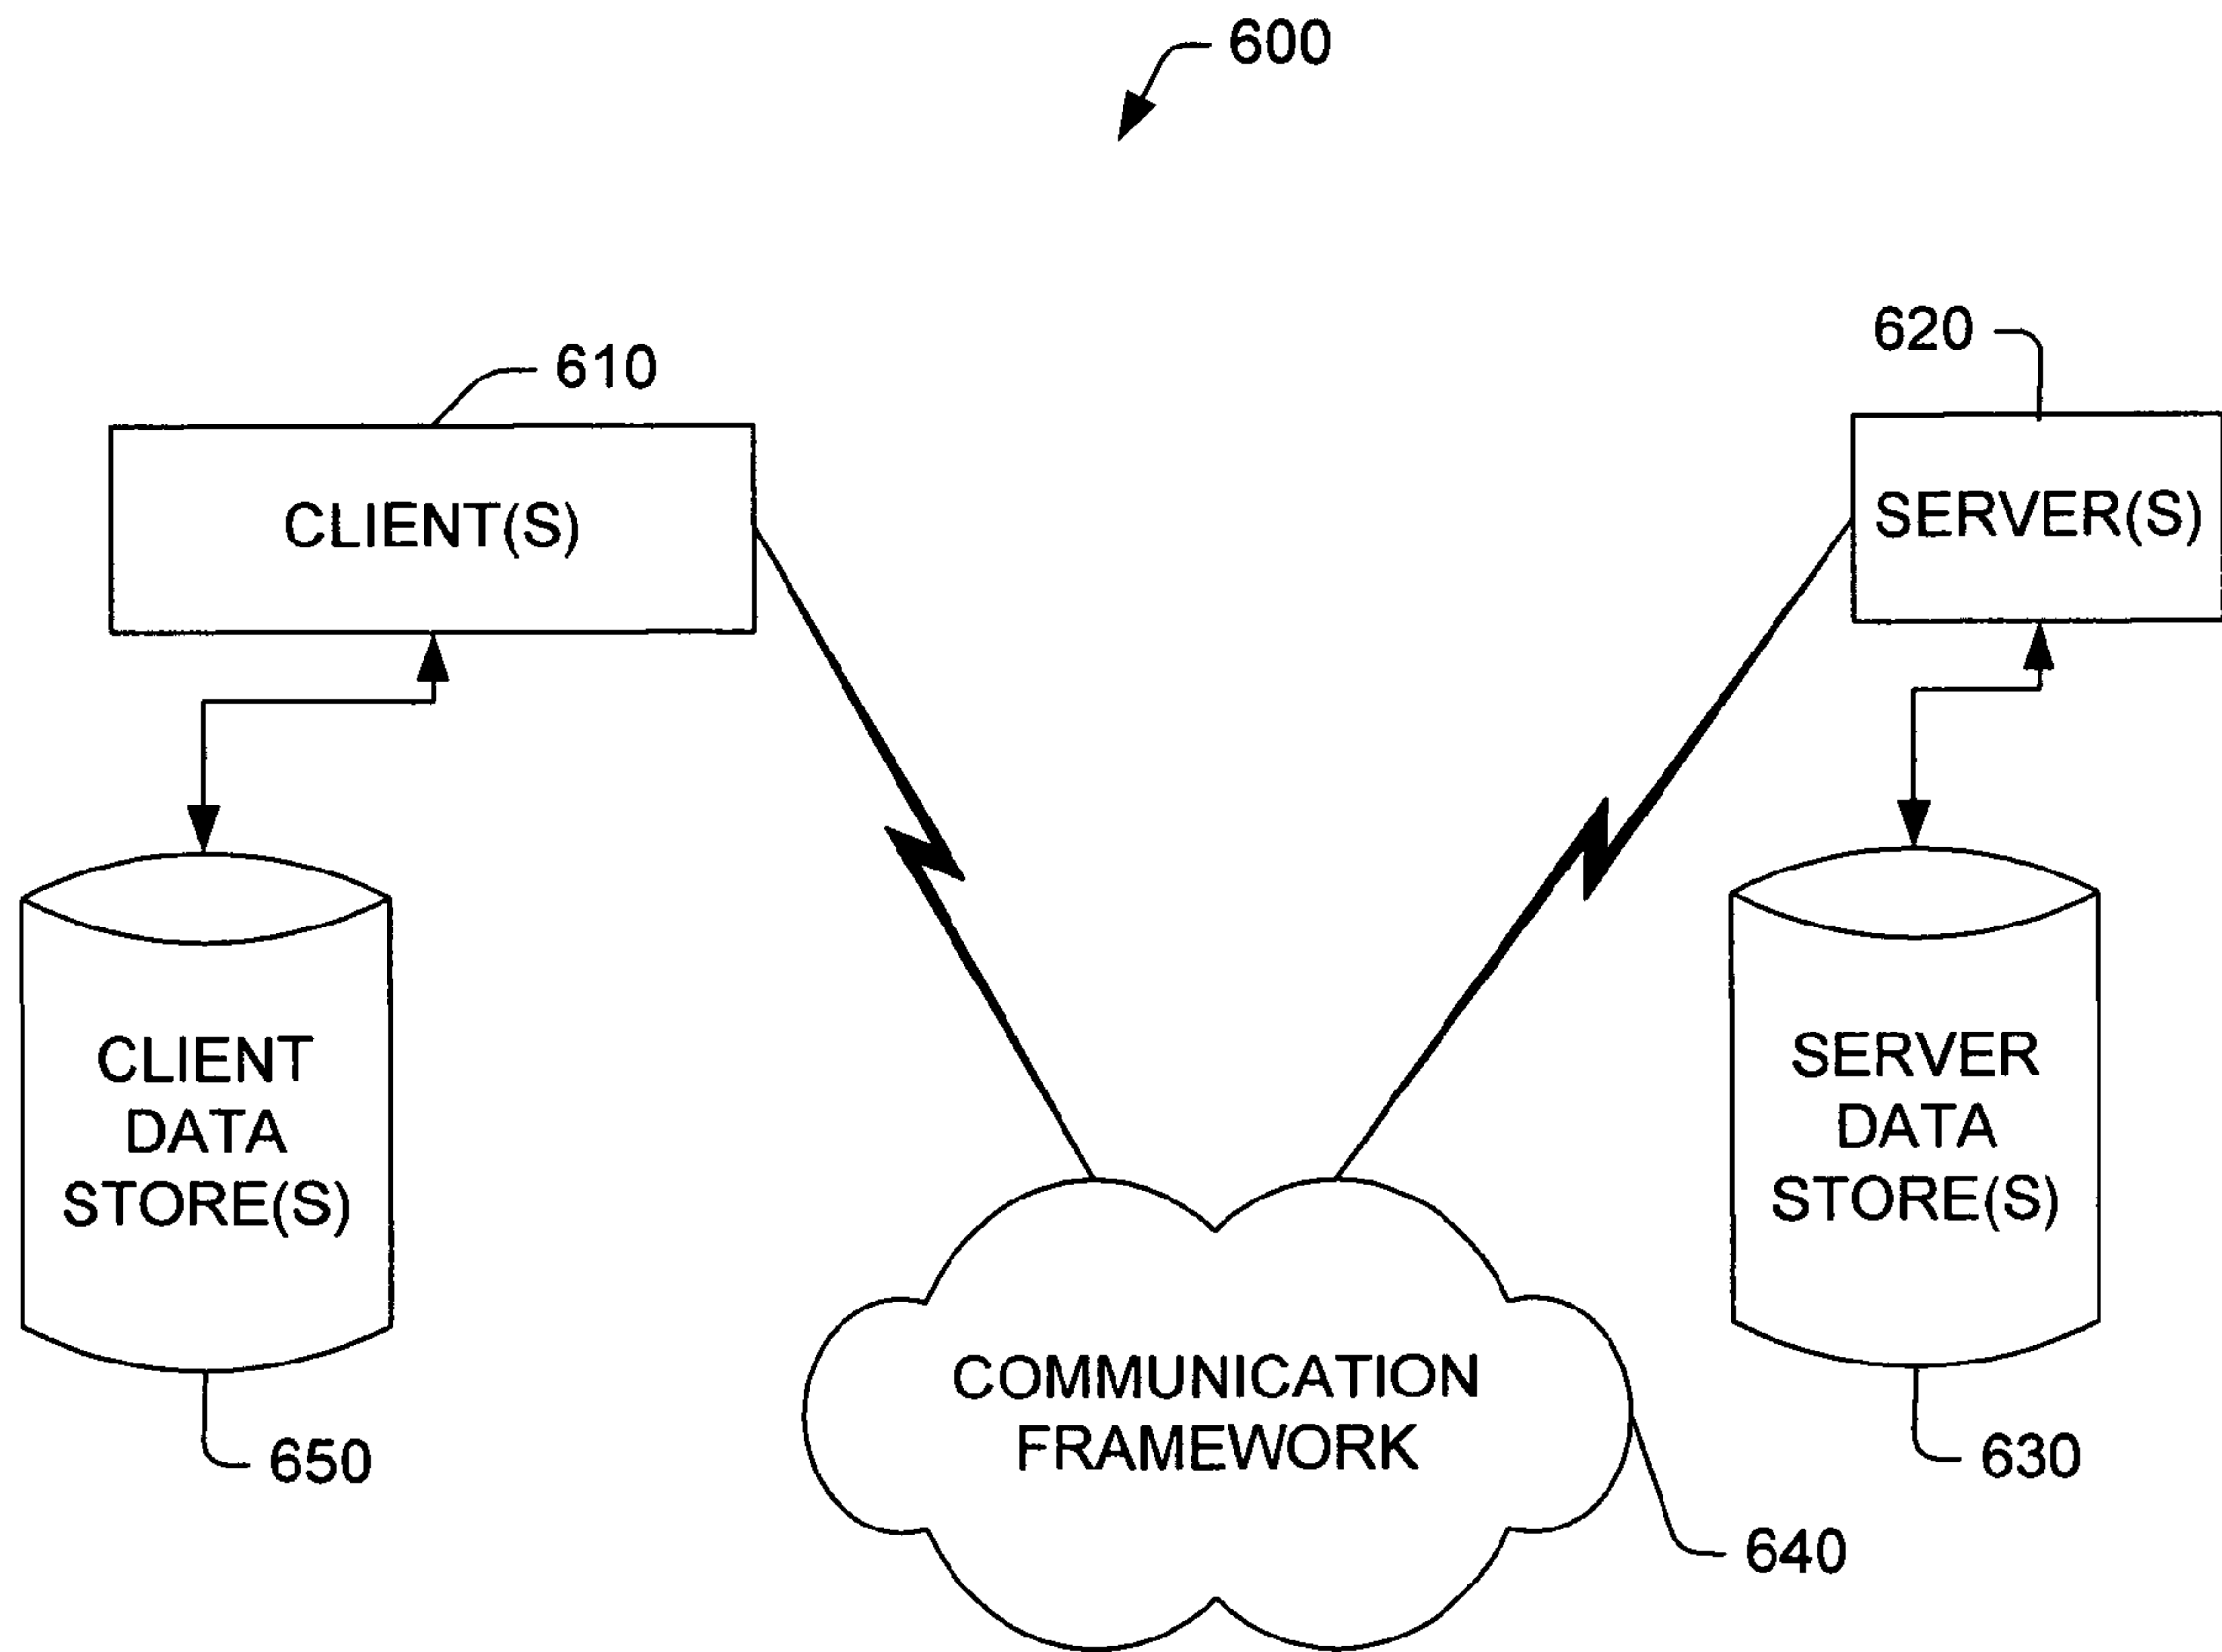 600
610
620
CLIENT(S)
SERVER(S)
CLIENT
DATA
STORE(S)
SERVER
DATA
STORE(S)
COMMUNICATION
FRAMEWORK
650
630
640